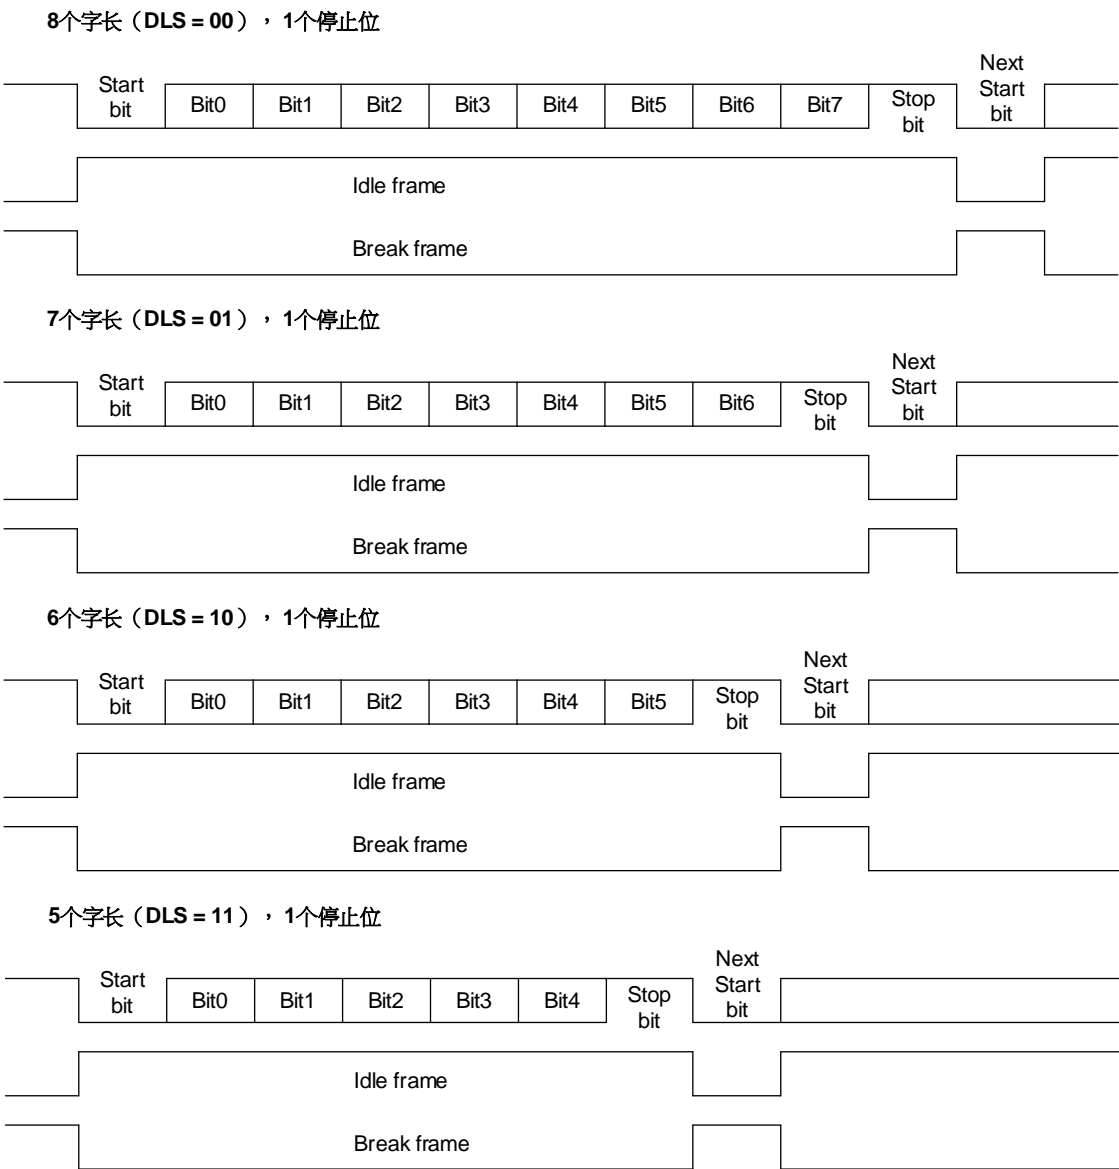 8个字长（DLS = 00）， 1个停止位
Next
Start
bit
Start
bit
Bit0 Bit1 Bit2 Bit3 Bit4 Bit5 Bit6 Bit7
Stop
bit
Idle frame
Break frame
7个字长（DLS = 01）， 1个停止位
Next
Start
bit
Start
bit
Bit0 Bit1 Bit2 Bit3 Bit4 Bit5 Bit6
Stop
bit
Idle frame
Break frame
6个字长（DLS = 10）， 1个停止位
Next
Start
bit
Start
bit
Bit0 Bit1 Bit2 Bit3 Bit4 Bit5
Stop
bit
Idle frame
Break frame
5个字长（DLS = 11）， 1个停止位
Next
Start
bit
Start
bit
Bit0 Bit1 Bit2 Bit3 Bit4
Stop
bit
Idle frame
Break frame